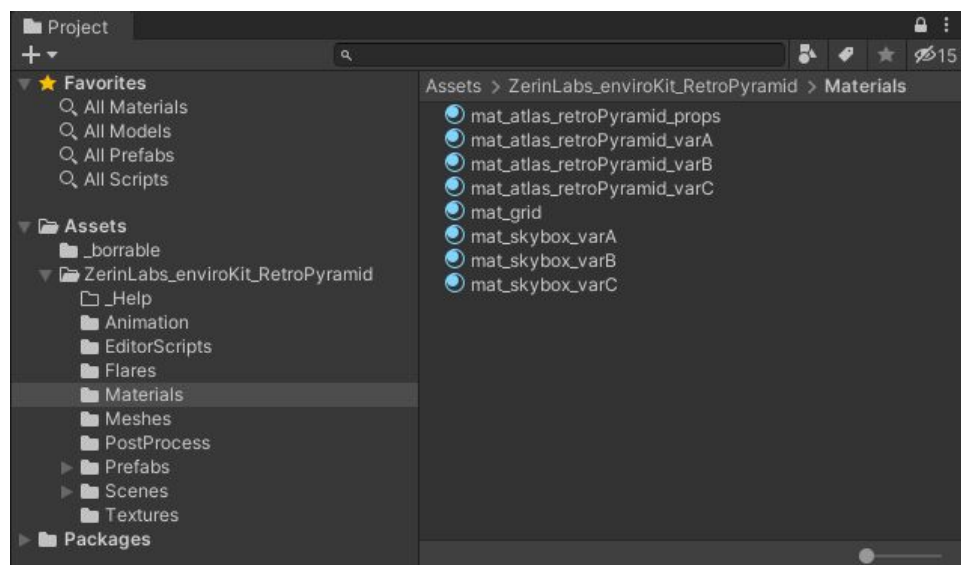 Project
15
Favorites
All Materials
All Models
All Prefabs
All Scripts
Assets
_borrable
ZerinLabs_enviroKit_RetroPyramid
_Help
Animation
EditorScripts
Flares
Materials
Meshes
PostProcess
Prefabs
Scenes
Textures
Packages
Assets > ZerinLabs_enviroKit_RetroPyramid > Materials
mat_atlas_retroPyramid_props
mat_atlas_retroPyramid_varA
mat_atlas_retroPyramid_varB
mat_atlas_retroPyramid_varC
mat_grid
mat_skybox_varA
mat_skybox_varB
mat_skybox_varC